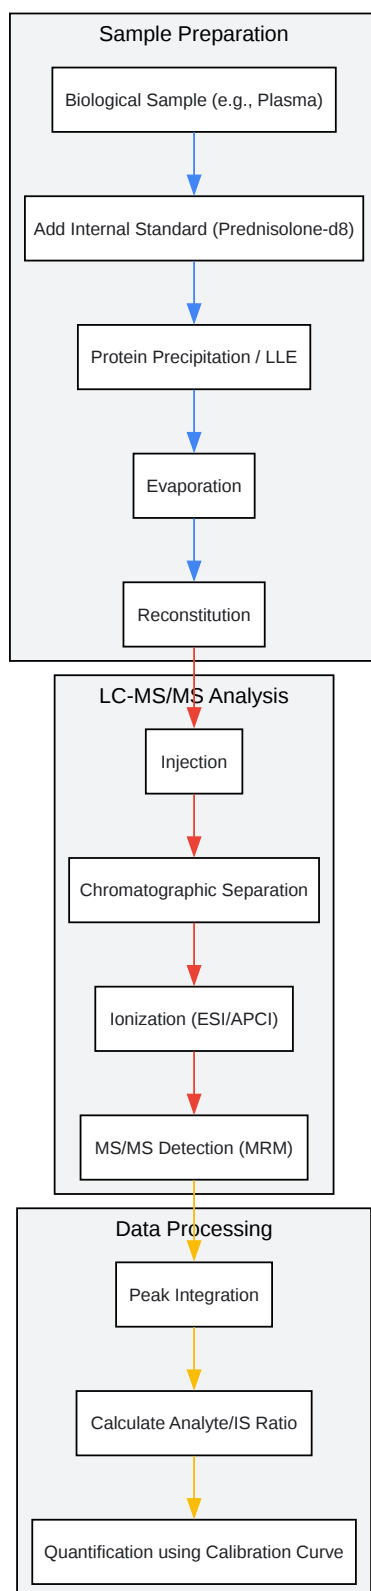 Sample Preparation
Biological Sample (e.g., Plasma)
Add Internal Standard (Prednisolone-d8)
Protein Precipitation / LLE
Evaporation
Reconstitution
LC-MS/MS Analysis
Injection
Chromatographic Separation
Ionization (ESI/APCI)
MS/MS Detection (MRM)
Data Processing
Peak Integration
Calculate Analyte/IS Ratio
Quantification using Calibration Curve